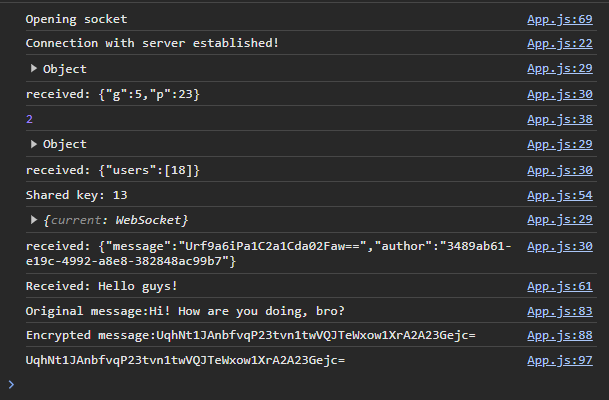 Opening socket App.js:69
Connection with server established! App.js:22
Object App.js:29
received: {"g":5,"p":23} App.js:30
2 App.js:38
Object App.js:29
received: {"users":[18]} App.js:30
Shared key: 13 App.js:54
{current: WebSocket} App.js:29
received: {"message":"Urf9a6iPa1C2a1Cda02Faw==","author":"3489ab61- App.js:30
e19c-4992-a8e8-382848ac99b7"}
Received: Hello guys! App.js:61
Original message:Hi! How are you doing, bro? App.js:83
Encrypted message:UqhNt1JAnbfvqP23tvn1twVQJTeWxow1XrA2A23Gejc= App.js:88
UqhNt1JAnbfvqP23tvn1twVQJTeWxow1XrA2A23Gejc= App.js:97